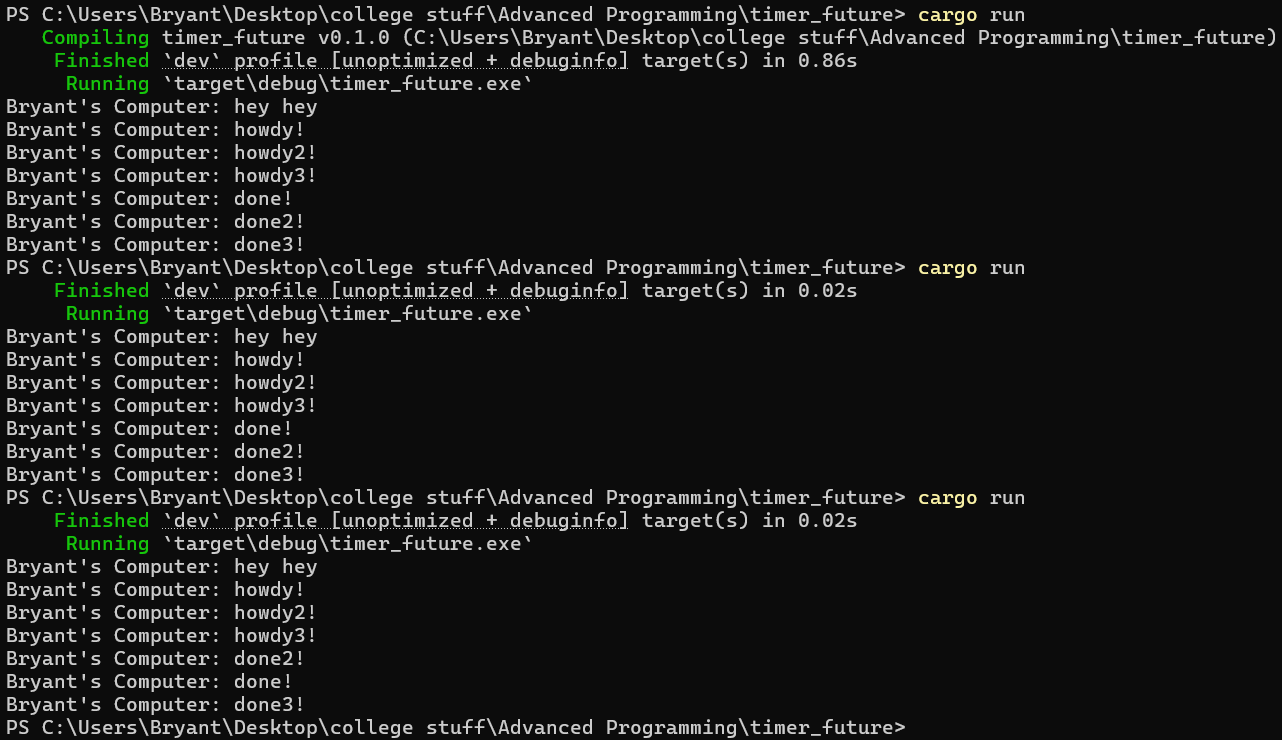 PS C:\Users\Bryant\Desktop\college stuff\Advanced Programming\timer_future> cargo run
   Compiling timer_future v0.1.0 (C:\Users\Bryant\Desktop\college stuff\Advanced Programming\timer_future)
    Finished `dev` profile [unoptimized + debuginfo] target(s) in 0.86s
     Running `target\debug\timer_future.exe`
Bryant's Computer: hey hey
Bryant's Computer: howdy!
Bryant's Computer: howdy2!
Bryant's Computer: howdy3!
Bryant's Computer: done!
Bryant's Computer: done2!
Bryant's Computer: done3!
PS C:\Users\Bryant\Desktop\college stuff\Advanced Programming\timer_future> cargo run
    Finished `dev` profile [unoptimized + debuginfo] target(s) in 0.02s
     Running `target\debug\timer_future.exe`
Bryant's Computer: hey hey
Bryant's Computer: howdy!
Bryant's Computer: howdy2!
Bryant's Computer: howdy3!
Bryant's Computer: done!
Bryant's Computer: done2!
Bryant's Computer: done3!
PS C:\Users\Bryant\Desktop\college stuff\Advanced Programming\timer_future> cargo run
    Finished `dev` profile [unoptimized + debuginfo] target(s) in 0.02s
     Running `target\debug\timer_future.exe`
Bryant's Computer: hey hey
Bryant's Computer: howdy!
Bryant's Computer: howdy2!
Bryant's Computer: howdy3!
Bryant's Computer: done2!
Bryant's Computer: done!
Bryant's Computer: done3!
PS C:\Users\Bryant\Desktop\college stuff\Advanced Programming\timer_future>